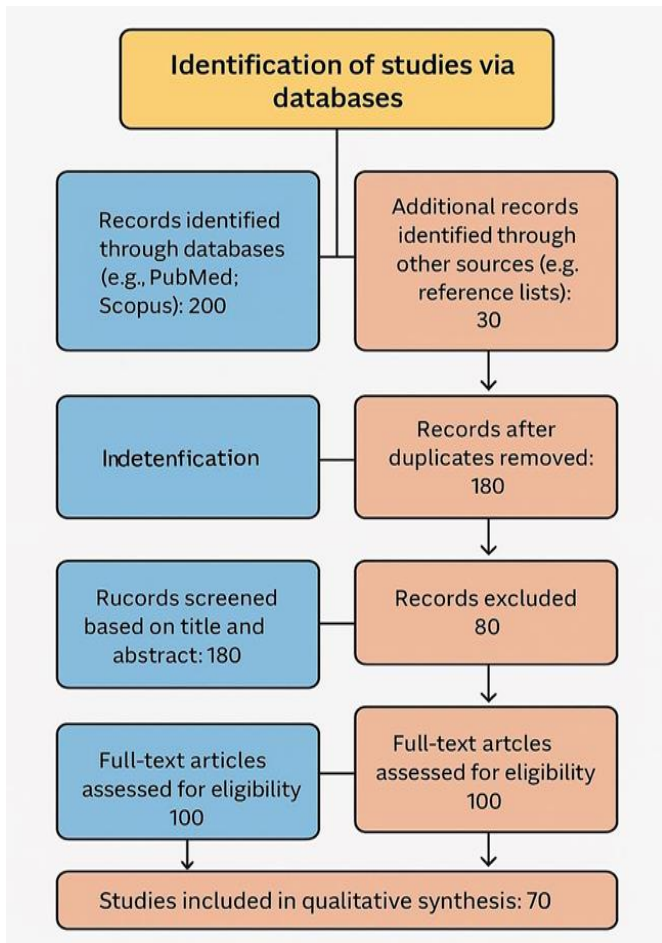 Identification of studies via
databases
Records identified
through databases
(e.g., PubMed;
Scopus): 200
Additional records
identified through
other sources (e.g.
reference lists):
30
Indetenfication
Records after
duplicates removed:
180
Rucords screened
based on title and
abstract: 180
Records excluded
80
Full-text articles
assessed for eligibility
100
Full-text artcles
assessed for eligibility
100
Studies included in qualitative synthesis: 70